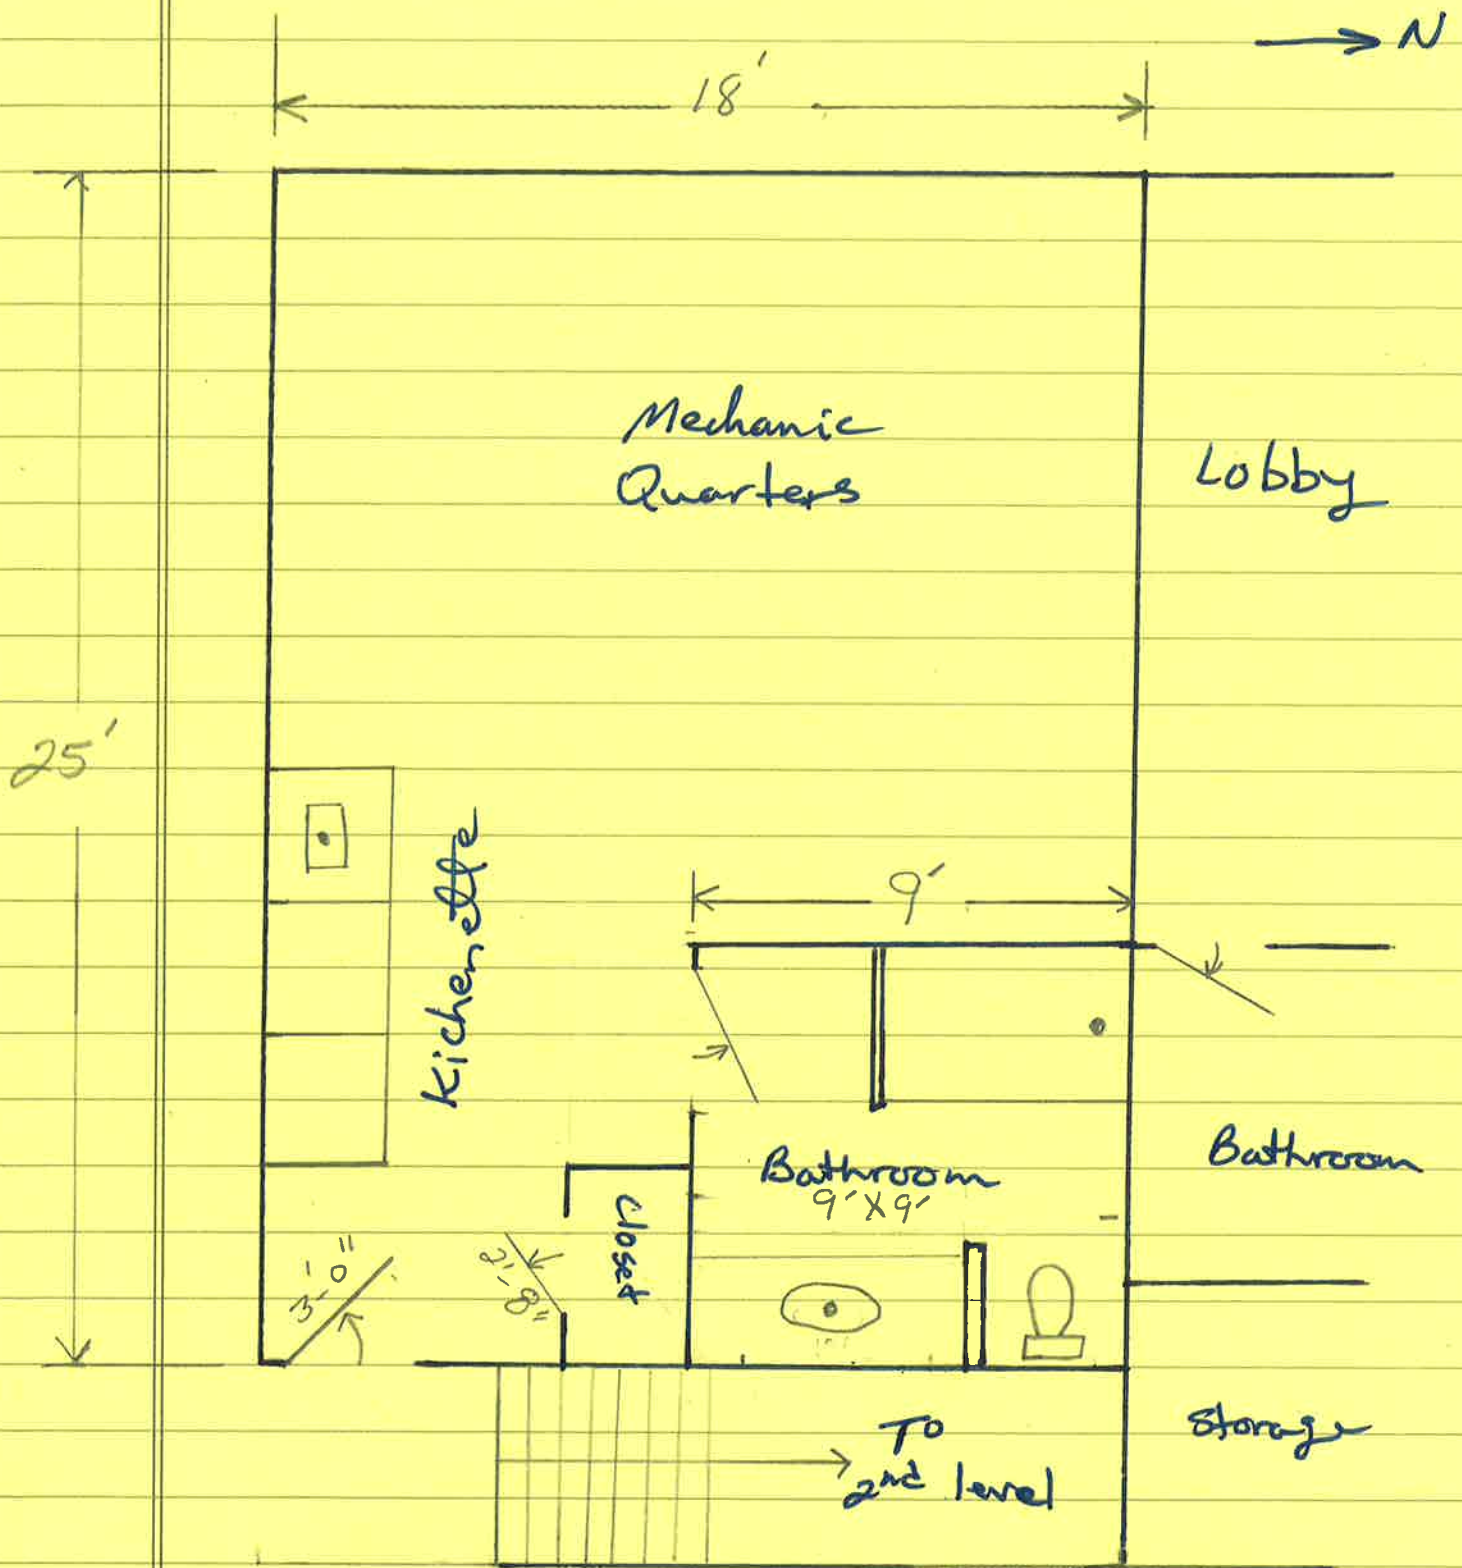 N
18'
Mechanic
Quarters
Lobby
25'
Kichenette
9'
Bathroom
9'X9'
Bathroom
Closet
3'-0"
2'-8"
To
2nd level
Storage